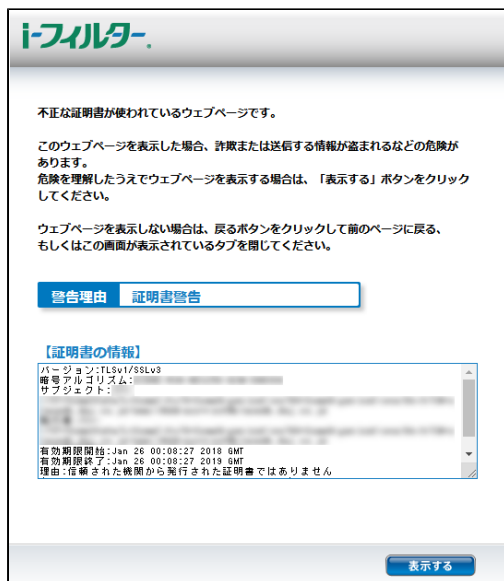 i-フィルター.
不正な証明書が使われているウェブページです。
このウェブページを表示した場合、詐欺または送信する情報が盗まれるなどの危険が
あります。
危険を理解したうえでウェブページを表示する場合は、「表示する」ボタンをクリック
してください。
ウェブページを表示しない場合は、戻るボタンをクリックして前のページに戻る、
もしくはこの画面が表示されているタブを閉じてください。
警告理由 証明書警告
【証明書の情報】
バージョン:TLSv1/SSLv3
暗号アルゴリズム:
サブジェクト:
有効期限開始:Jan 26 00:08:27 2018 GMT
有効期限終了:Jan 26 00:08:27 2019 GMT
理由:信頼された機関から発行された証明書ではありません
表示する